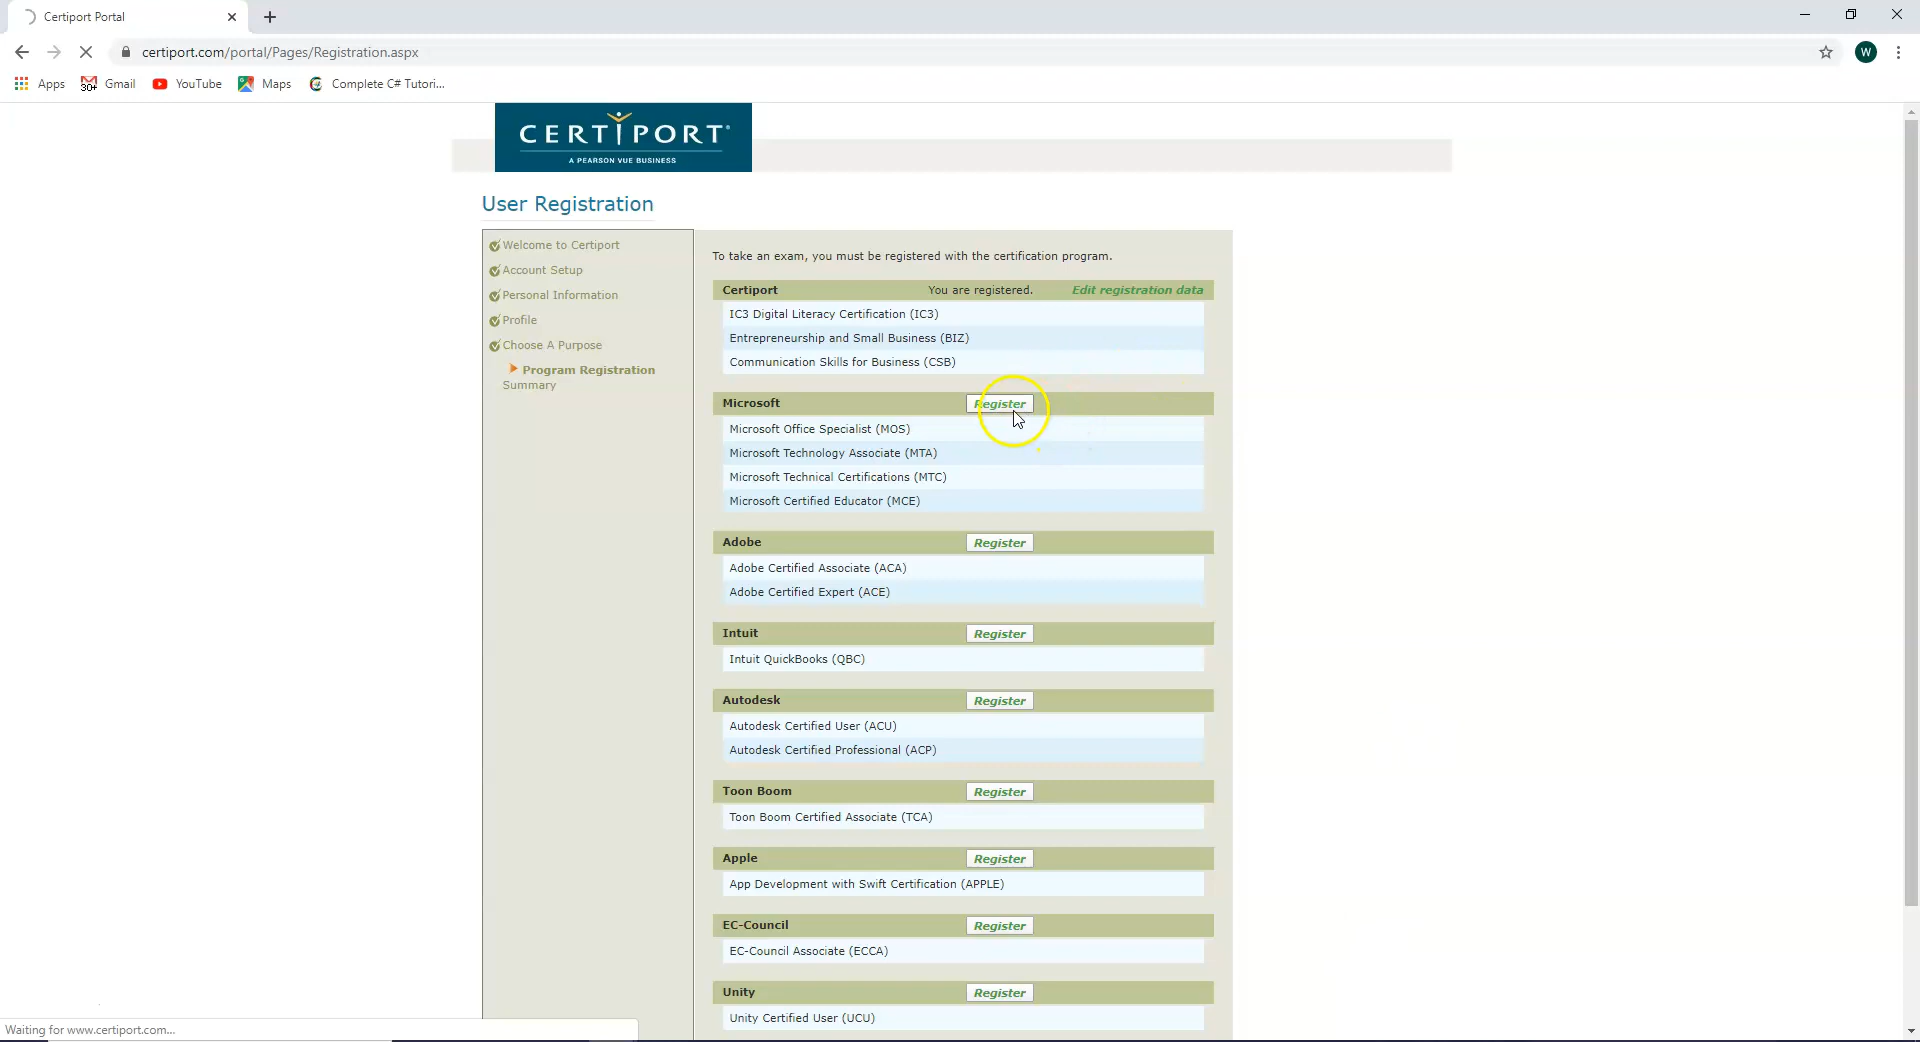 Certiport Portal
certiport.com/portal/Pages/Registration.aspx
W
Apps
30+
Gmail
YouTube
Maps
Complete C# Tutori...
CERTIPORT
A PEARSON VUE BUSINESS
User Registration
Welcome to Certiport
Account Setup
Personal Information
Profile
Choose A Purpose
Program Registration
Summary
To take an exam, you must be registered with the certification program.
Certiport You are registered. Edit registration data
IC3 Digital Literacy Certification (IC3)
Entrepreneurship and Small Business (BIZ)
Communication Skills for Business (CSB)
Microsoft Register
Microsoft Office Specialist (MOS)
Microsoft Technology Associate (MTA)
Microsoft Technical Certifications (MTC)
Microsoft Certified Educator (MCE)
Adobe Register
Adobe Certified Associate (ACA)
Adobe Certified Expert (ACE)
Intuit Register
Intuit QuickBooks (QBC)
Autodesk Register
Autodesk Certified User (ACU)
Autodesk Certified Professional (ACP)
Toon Boom Register
Toon Boom Certified Associate (TCA)
Apple Register
App Development with Swift Certification (APPLE)
EC-Council Register
EC-Council Associate (ECCA)
Unity Register
Unity Certified User (UCU)
Waiting for www.certiport.com...